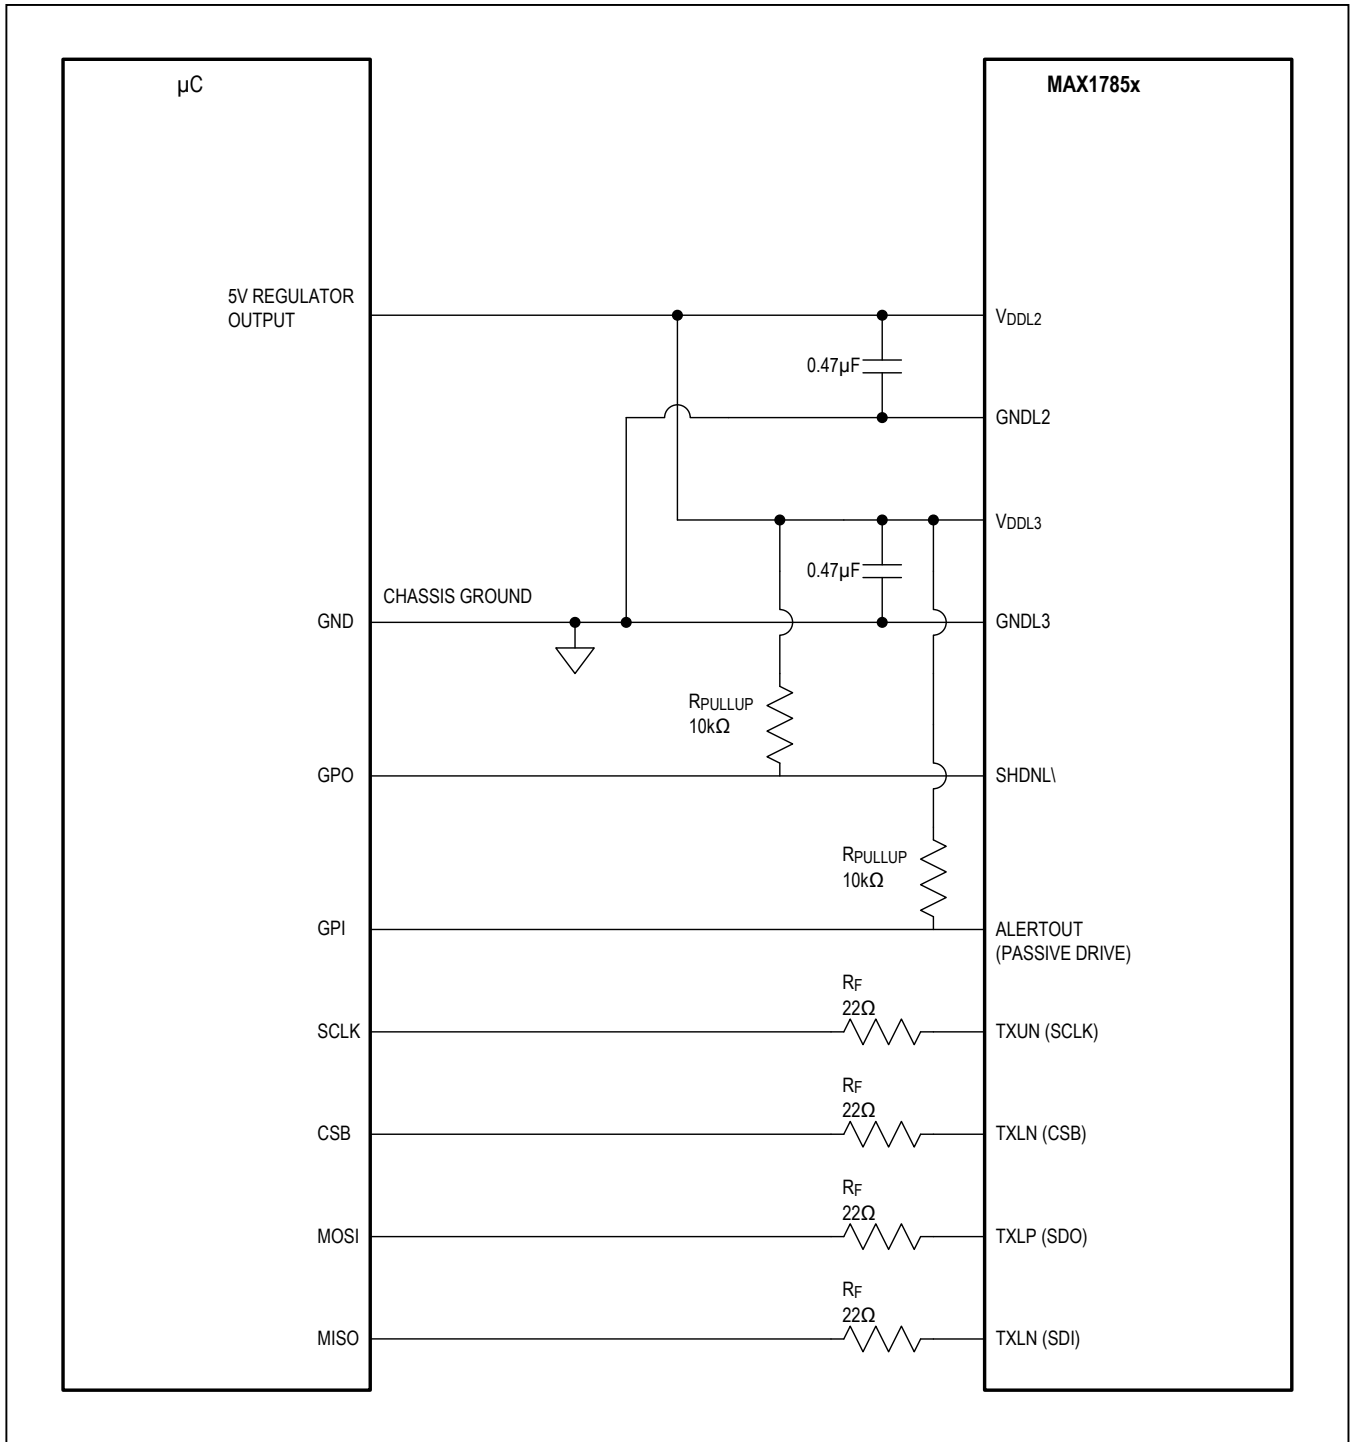 µC
MAX1785x
5V REGULATOR
OUTPUT
VDDL2
0.47µF
GNDL2
VDDL3
0.47µF
CHASSIS GROUND
GND
GNDL3
RPULLUP
10kΩ
GPO
SHDNL\
RPULLUP
10kΩ
GPI
ALERTOUT
(PASSIVE DRIVE)
RF
22Ω
SCLK
TXUN (SCLK)
RF
22Ω
CSB
TXLN (CSB)
RF
22Ω
MOSI
TXLP (SDO)
RF
22Ω
MISO
TXLN (SDI)